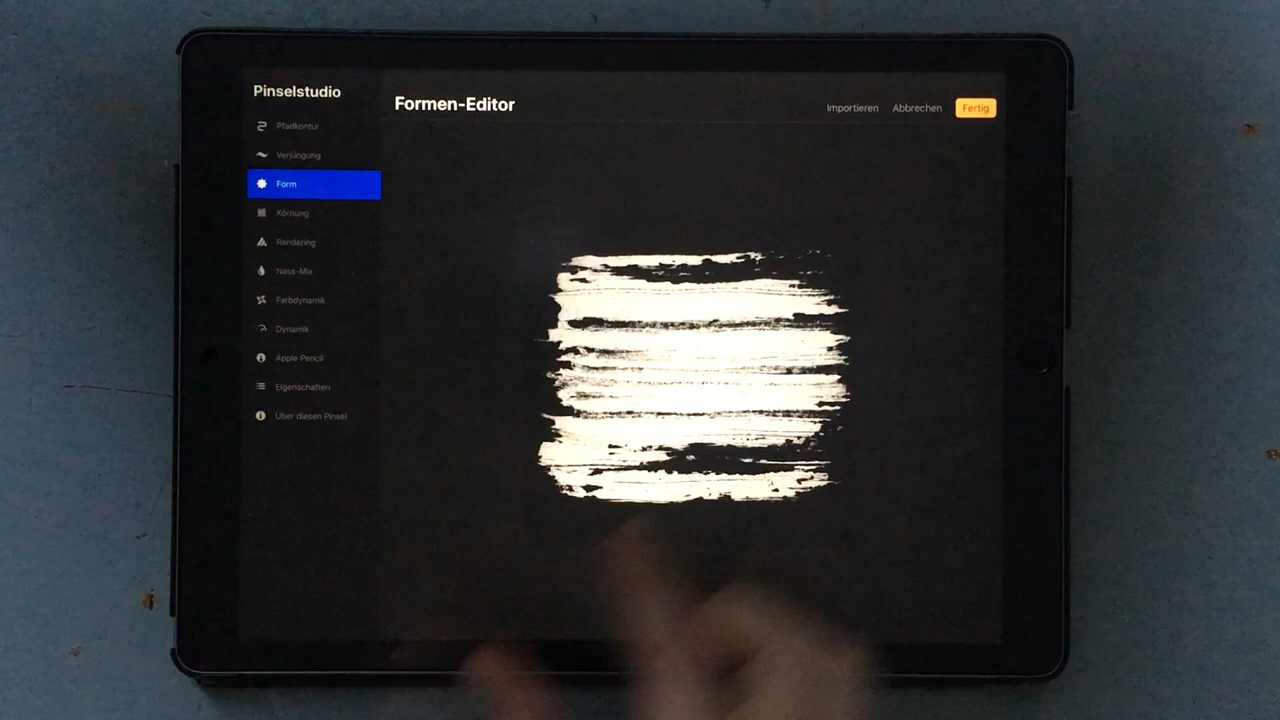 Pinselstudio
Formen-Editor
Importieren
Abbrechen
Fertig
Pfadkontur
Verjüngung
Form
Körnung
Rendering
Nass-Mix
Farbdynamik
Dynamik
Apple Pencil
Eigenschaften
Über diesen Pinsel